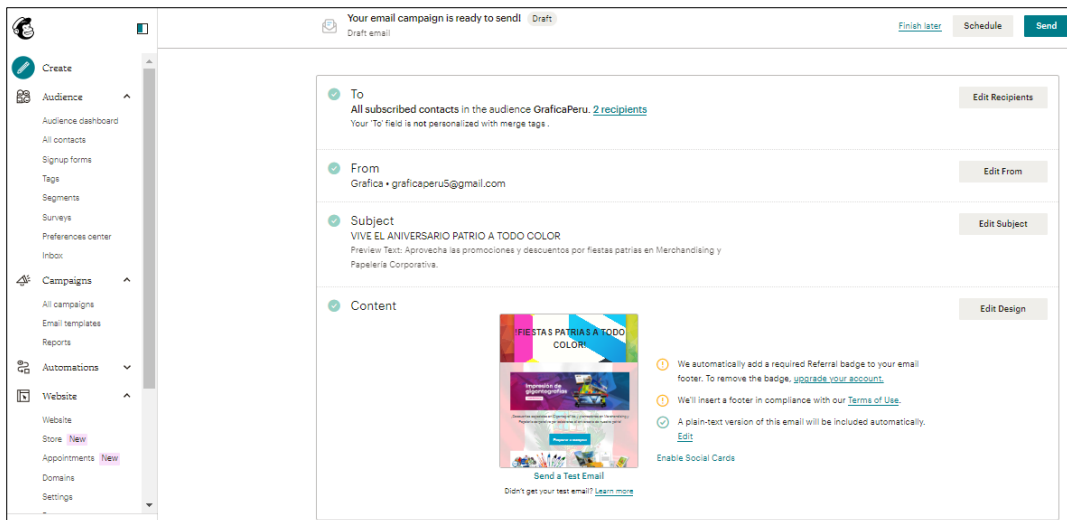 Your email campaign is ready to send! Draft
Draft email
Finish later
Schedule
Send
Create
Audience
Audience dashboard
All contacts
Signup forms
Tags
Segments
Surveys
Preferences center
Inbox
Campaigns
All campaigns
Email templates
Reports
Automations
Website
Website
Store New
Appointments New
Domains
Settings
To
All subscribed contacts in the audience GraficaPeru. 2 recipients
Your 'To' field is not personalized with merge tags .
Edit Recipients
From
Grafica • graficaperu5@gmail.com
Edit From
Subject
VIVE EL ANIVERSARIO PATRIO A TODO COLOR
Preview Text: Aprovecha las promociones y descuentos por fiestas patrias en Merchandising y
Papelería Corporativa.
Edit Subject
Content
Edit Design
!FIESTAS PATRIAS A TODO
COLOR!
Impresión de
gigantografías
We automatically add a required Referral badge to your email
footer. To remove the badge, upgrade your account.
We'll insert a footer in compliance with our Terms of Use.
A plain-text version of this email will be included automatically.
Edit
Enable Social Cards
Send a Test Email
Didn't get your test email? Learn more